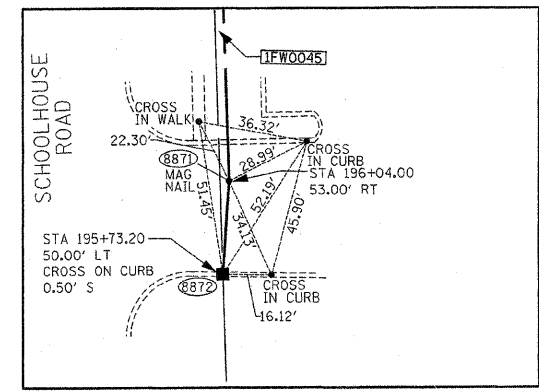 1FW0045
SCHOOLHOUSE
ROAD
CROSS
IN WALK
36.32'
22.30'
8871
MAG
NAIL
28.99'
CROSS
IN CURB
STA 196+04.00
53.00' RT
51.45'
52.19'
45.90'
34.13'
STA 195+73.20
50.00' LT
CROSS ON CURB
0.50' S
8872
CROSS
IN CURB
16.12'